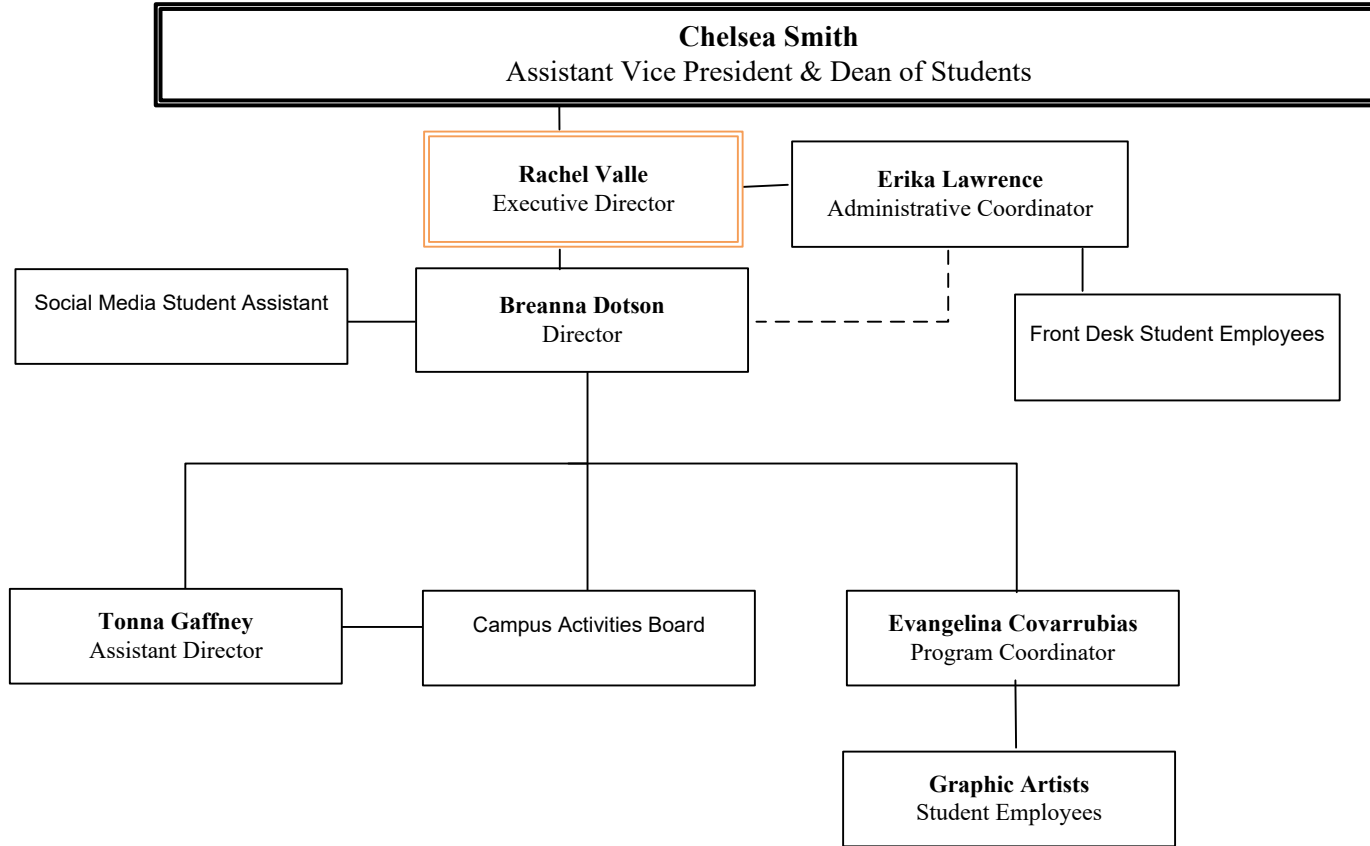 Chelsea Smith
Assistant Vice President & Dean of Students
Rachel Valle
Executive Director
Erika Lawrence
Administrative Coordinator
Social Media Student Assistant
Breanna Dotson
Director
Front Desk Student Employees
Tonna Gaffney
Assistant Director
Campus Activities Board
Evangelina Covarrubias
Program Coordinator
Graphic Artists
Student Employees